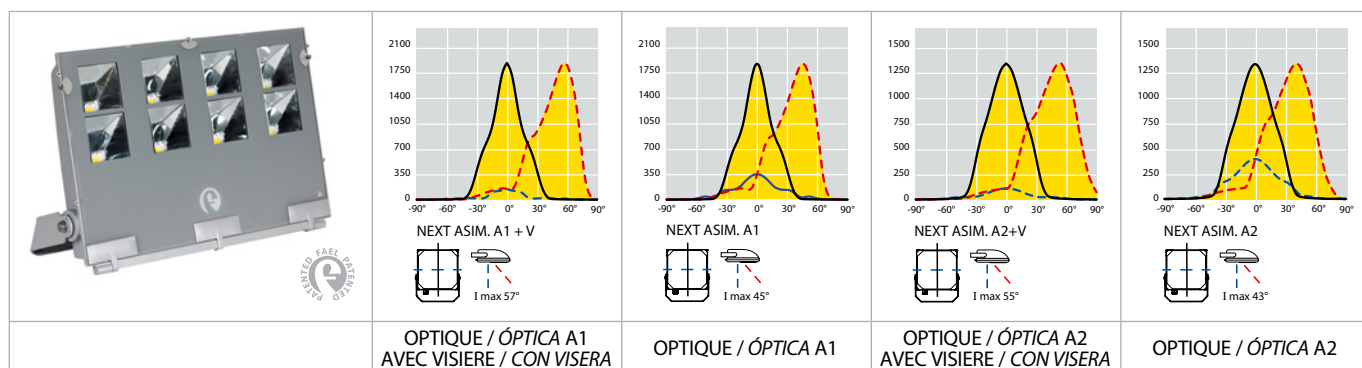 PATENTED FAEL PATENTED
2100
1750
1400
1050
700
350
0
-90° -60° -30° 0° 30° 60° 90°
NEXT ASIM. A1 + V
I max 57°
2100
1750
1400
1050
700
350
0
-90° -60° -30° 0° 30° 60° 90°
NEXT ASIM. A1
I max 45°
1500
1250
1000
750
500
250
0
-90° -60° -30° 0° 30° 60° 90°
NEXT ASIM. A2+V
I max 55°
1500
1250
1000
750
500
250
0
-90° -60° -30° 0° 30° 60° 90°
NEXT ASIM. A2
I max 43°
OPTIQUE / ÓPTICA A1
AVEC VISIERE / CON VISERA
OPTIQUE / ÓPTICA A1
OPTIQUE / ÓPTICA A2
AVEC VISIERE / CON VISERA
OPTIQUE / ÓPTICA A2